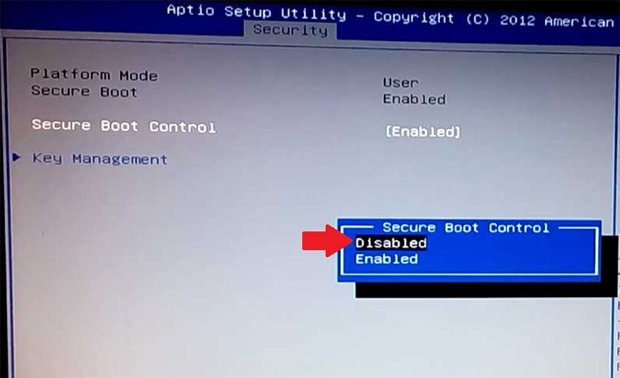 Aptio Setup Utility - Copyright (C) 2012 American
Security
Platform Mode User
Secure Boot Enabled
Secure Boot Control [Enabled]
Key Management
Secure Boot Control
Disabled
Enabled